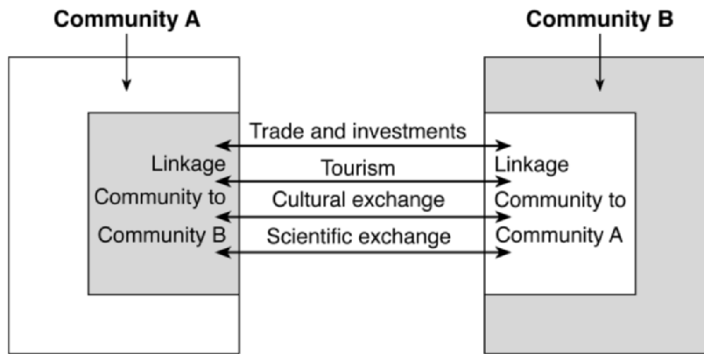 Community A
Community B
Trade and investments
Linkage
Tourism
Linkage
Community to
Cultural exchange
Community to
Community B
Scientific exchange
Community A